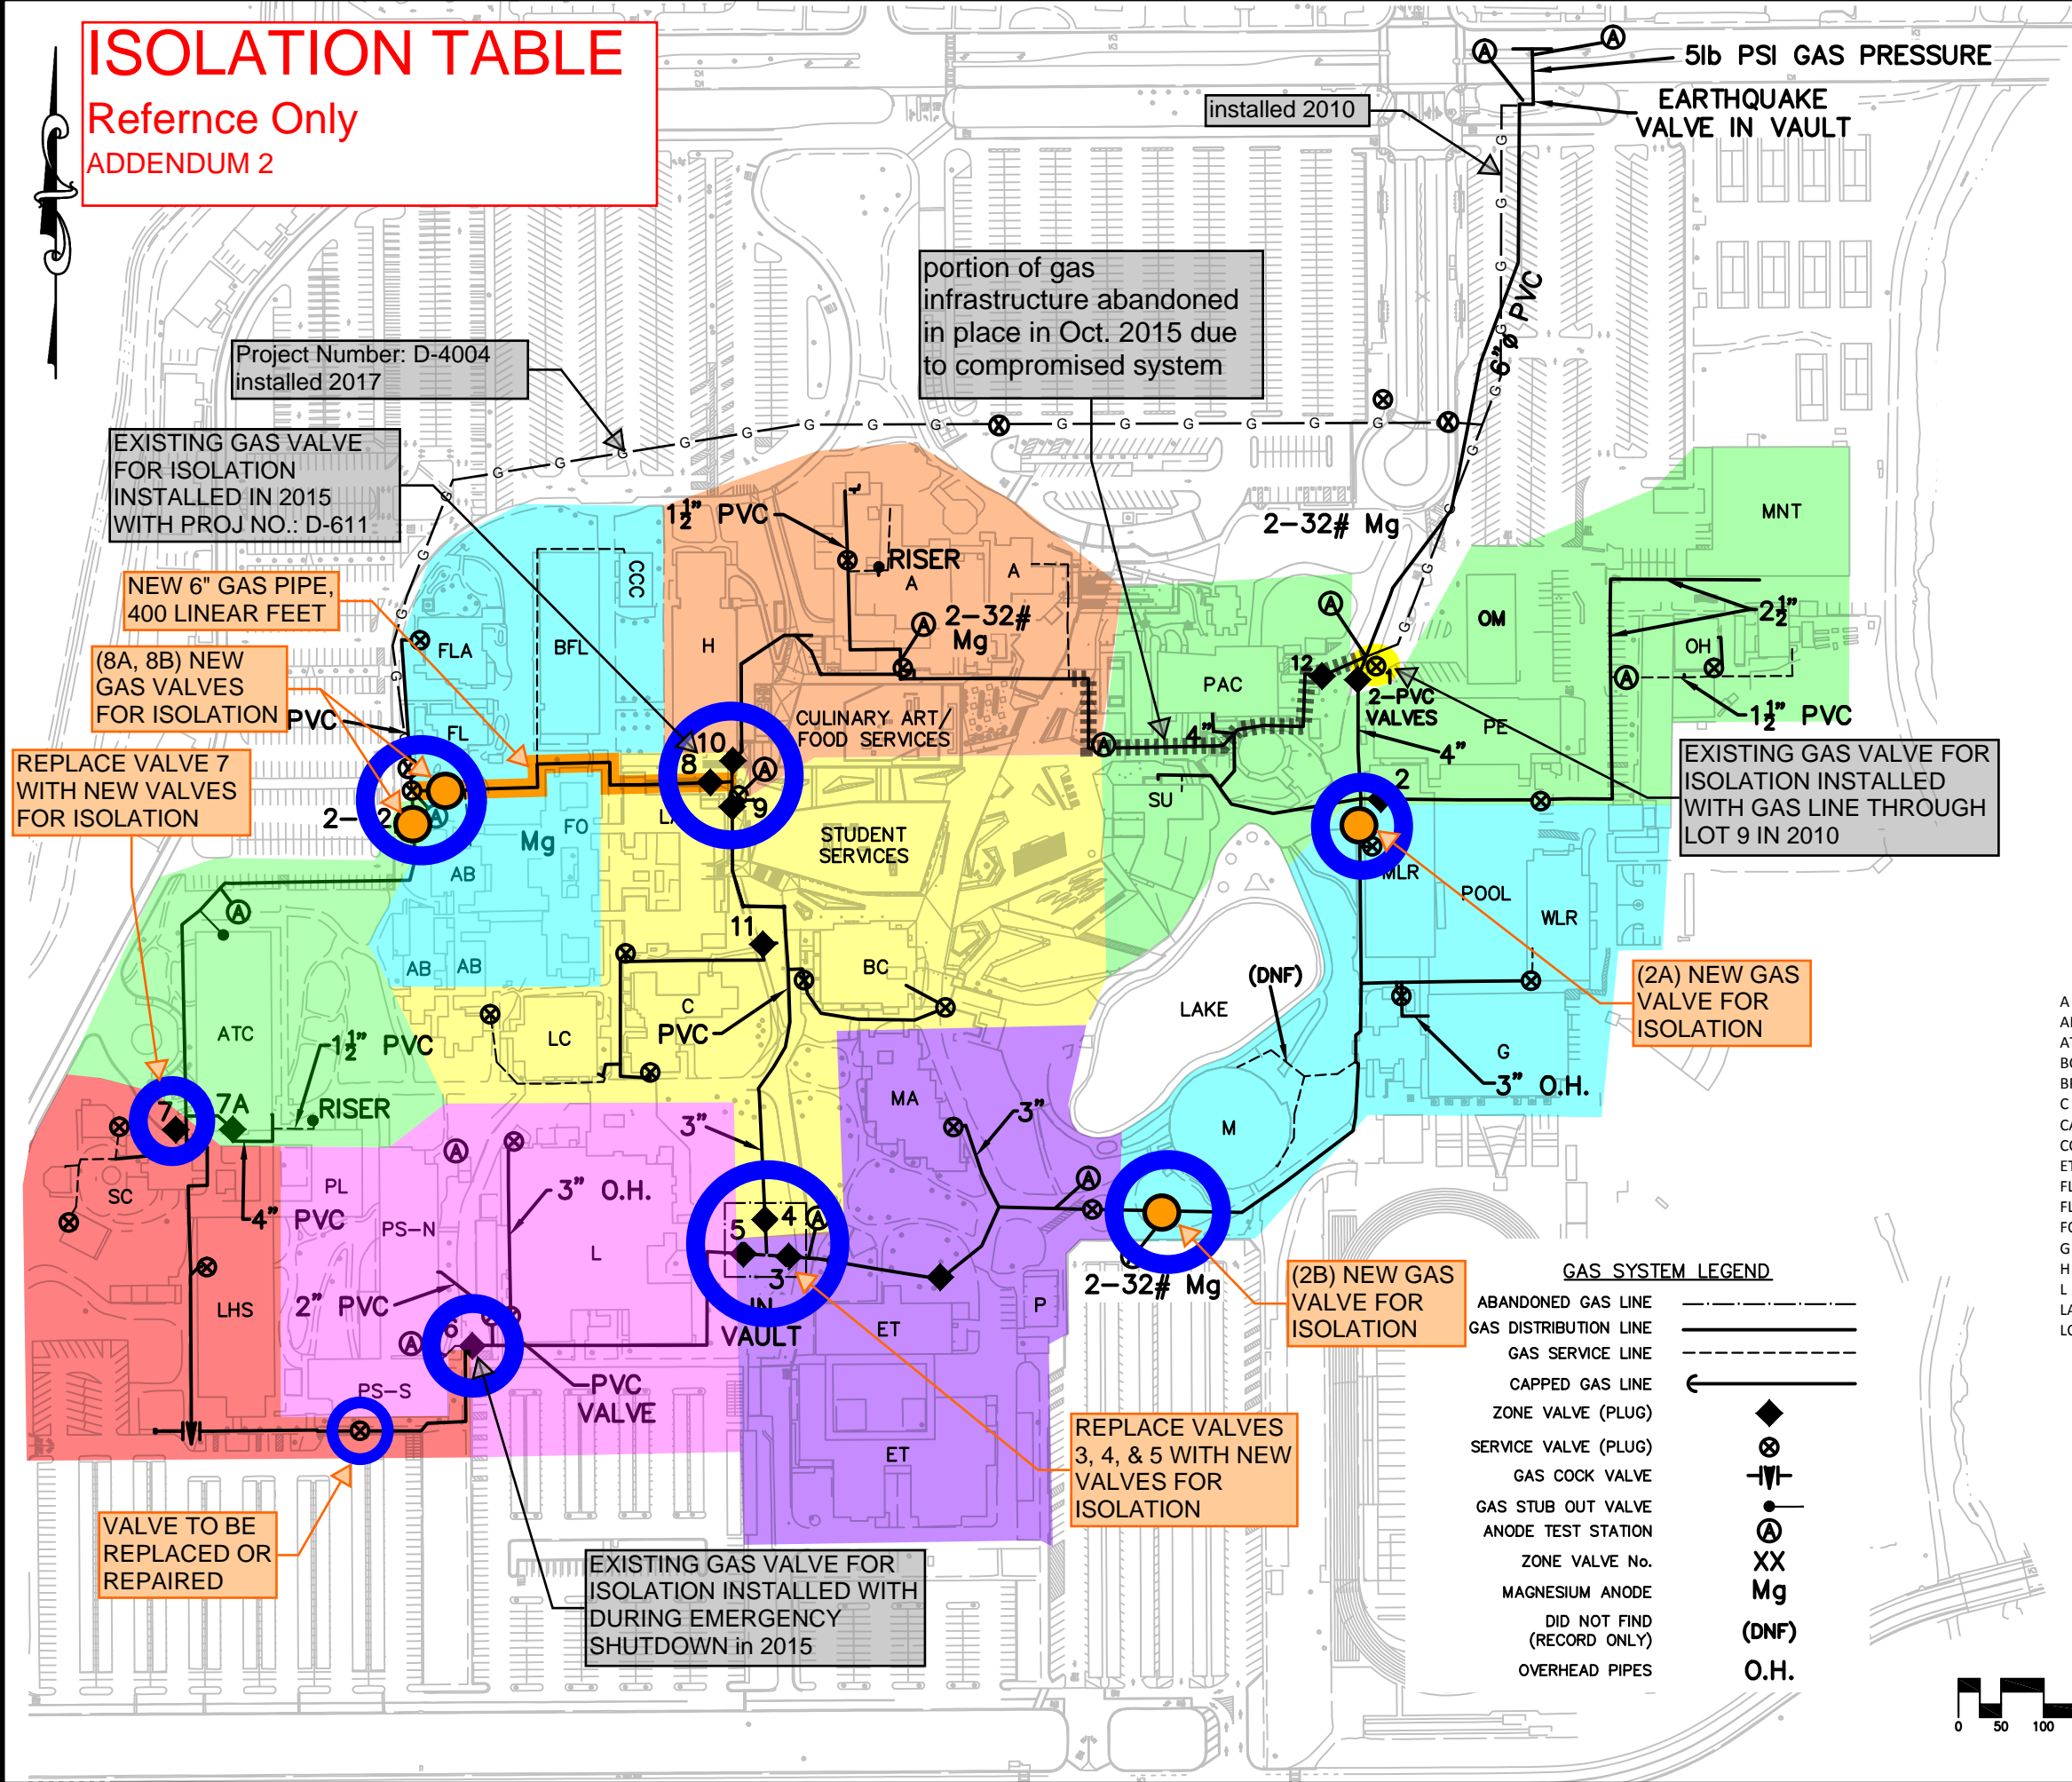 ISOLATION TABLE
Refernce Only
ADDENDUM 2
5lb PSI GAS PRESSURE
EARTHQUAKE
VALVE IN VAULT
installed 2010
6"ø PVC
portion of gas
infrastructure abandoned
in place in Oct. 2015 due
to compromised system
Project Number: D-4004
installed 2017
EXISTING GAS VALVE
FOR ISOLATION
INSTALLED IN 2015
WITH PROJ NO.: D-611
NEW 6" GAS PIPE,
400 LINEAR FEET
(8A, 8B) NEW
GAS VALVES
FOR ISOLATION
REPLACE VALVE 7
WITH NEW VALVES
FOR ISOLATION
1½" PVC
RISER
A
A
2-32#
Mg
2-32# Mg
MNT
OM
OH
2½"
1½" PVC
CCC
BFL
FLA
FL
PVC
H
CULINARY ART/
FOOD SERVICES
PAC
12
1
2-PVC
VALVES
4"
4"
PE
SU
2
10
8
9
STUDENT
SERVICES
FO
Mg
AB
AB
AB
EXISTING GAS VALVE FOR
ISOLATION INSTALLED
WITH GAS LINE THROUGH
LOT 9 IN 2010
MLR
POOL
WLR
(2A) NEW GAS
VALVE FOR
ISOLATION
LAKE
(DNF)
G
3" O.H.
M
11
BC
C
PVC
LC
ATC
1½" PVC
RISER
7
7A
4" PVC
SC
LHS
PL
PS-N
PS-S
2" PVC
3" O.H.
L
3"
MA
3"
5
4
3
IN
VAULT
6
PVC
VALVE
P
ET
ET
2-32# Mg
(2B) NEW GAS
VALVE FOR
ISOLATION
REPLACE VALVES
3, 4, & 5 WITH NEW
VALVES FOR
ISOLATION
VALVE TO BE
REPLACED OR
REPAIRED
EXISTING GAS VALVE FOR
ISOLATION INSTALLED WITH
DURING EMERGENCY
SHUTDOWN in 2015
GAS SYSTEM LEGEND
ABANDONED GAS LINE
GAS DISTRIBUTION LINE
GAS SERVICE LINE
CAPPED GAS LINE
ZONE VALVE (PLUG)
SERVICE VALVE (PLUG)
GAS COCK VALVE
GAS STUB OUT VALVE
ANODE TEST STATION A
ZONE VALVE No. XX
MAGNESIUM ANODE Mg
DID NOT FIND
(RECORD ONLY) (DNF)
OVERHEAD PIPES O.H.
0 50 100